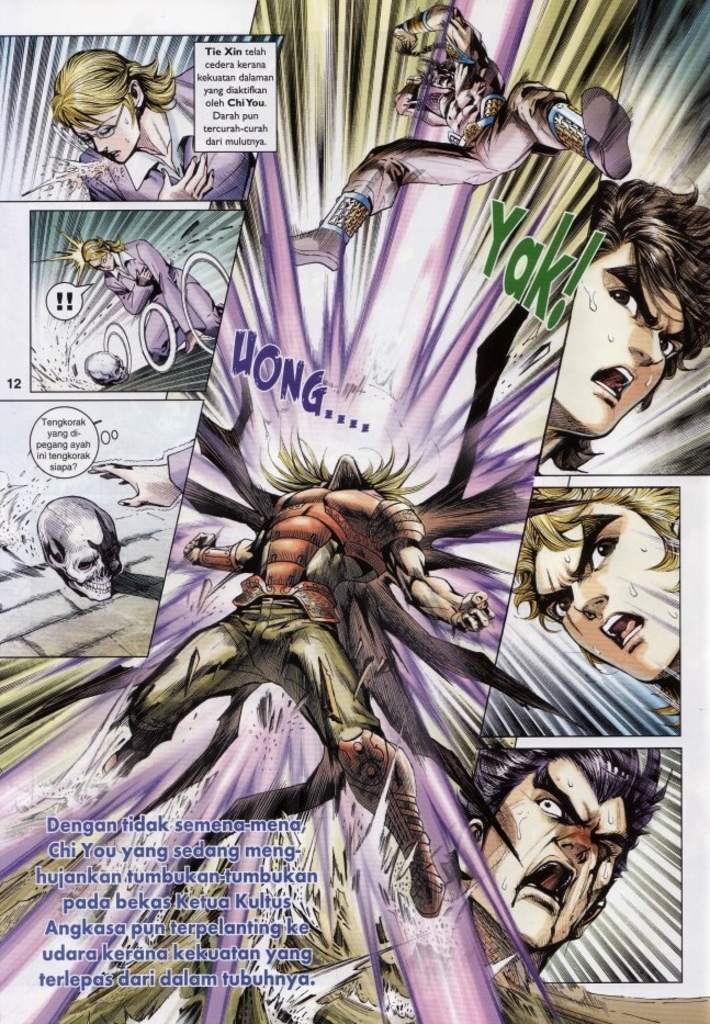 Tie Xin telah
cedera kerana
kekuatan dalaman
yang diaktifkan
oleh Chi You.
Darah pun
tercurah-curah
dari mulutnya.
!!
12
Tengkorak
yang di-
pegang ayah
ini tengkorak
siapa?
Yak!
UONG....
Dengan tidak semena-mena,
Chi You yang sedang meng-
hujankan tumbukan-tumbukan
pada bekas Ketua Kultus
Angkasa pun terpelanting ke
udara kerana kekuatan yang
terlepas dari dalam tubuhnya.